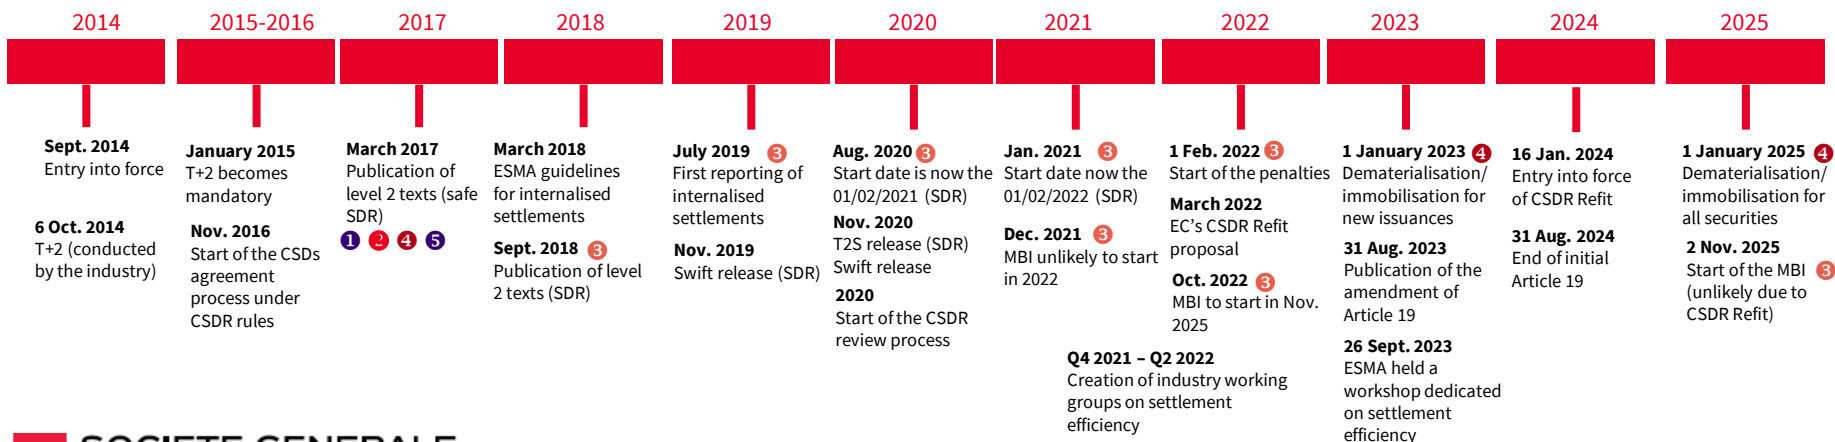 2014
2015-2016
2017
2018
2019
2020
2021
2022
2023
2024
2025
Sept. 2014
Entry into force
6 Oct. 2014
T+2 (conducted
by the industry)
January 2015
T+2 becomes
mandatory
Nov. 2016
Start of the CSDs
agreement
process under
CSDR rules
March 2017
Publication of
level 2 texts (safe
SDR)
1 2 4 5
March 2018
ESMA guidelines
for internalised
settlements
Sept. 2018 3
Publication of level
2 texts (SDR)
July 2019 3
First reporting of
internalised
settlements
Nov. 2019
Swift release (SDR)
Aug. 2020 3
Start date is now the
01/02/2021 (SDR)
Nov. 2020
T2S release (SDR)
Swift release
2020
Start of the CSDR
review process
Jan. 2021 3
Start date now the
01/02/2022 (SDR)
Dec. 2021 3
MBI unlikely to start
in 2022
Q4 2021 – Q2 2022
Creation of industry working
groups on settlement
efficiency
1 Feb. 2022 3
Start of the penalties
March 2022
EC's CSDR Refit
proposal
Oct. 2022 3
MBI to start in Nov.
2025
1 January 2023 4
Dematerialisation/
immobilisation for
new issuances
31 Aug. 2023
Publication of the
amendment of
Article 19
26 Sept. 2023
ESMA held a
workshop dedicated
on settlement
efficiency
16 Jan. 2024
Entry into force
of CSDR Refit
31 Aug. 2024
End of initial
Article 19
1 January 2025 4
Dematerialisation/
immobilisation for
all securities
2 Nov. 2025
Start of the MBI 3
(unlikely due to
CSDR Refit)
SOCIETE GENERALE